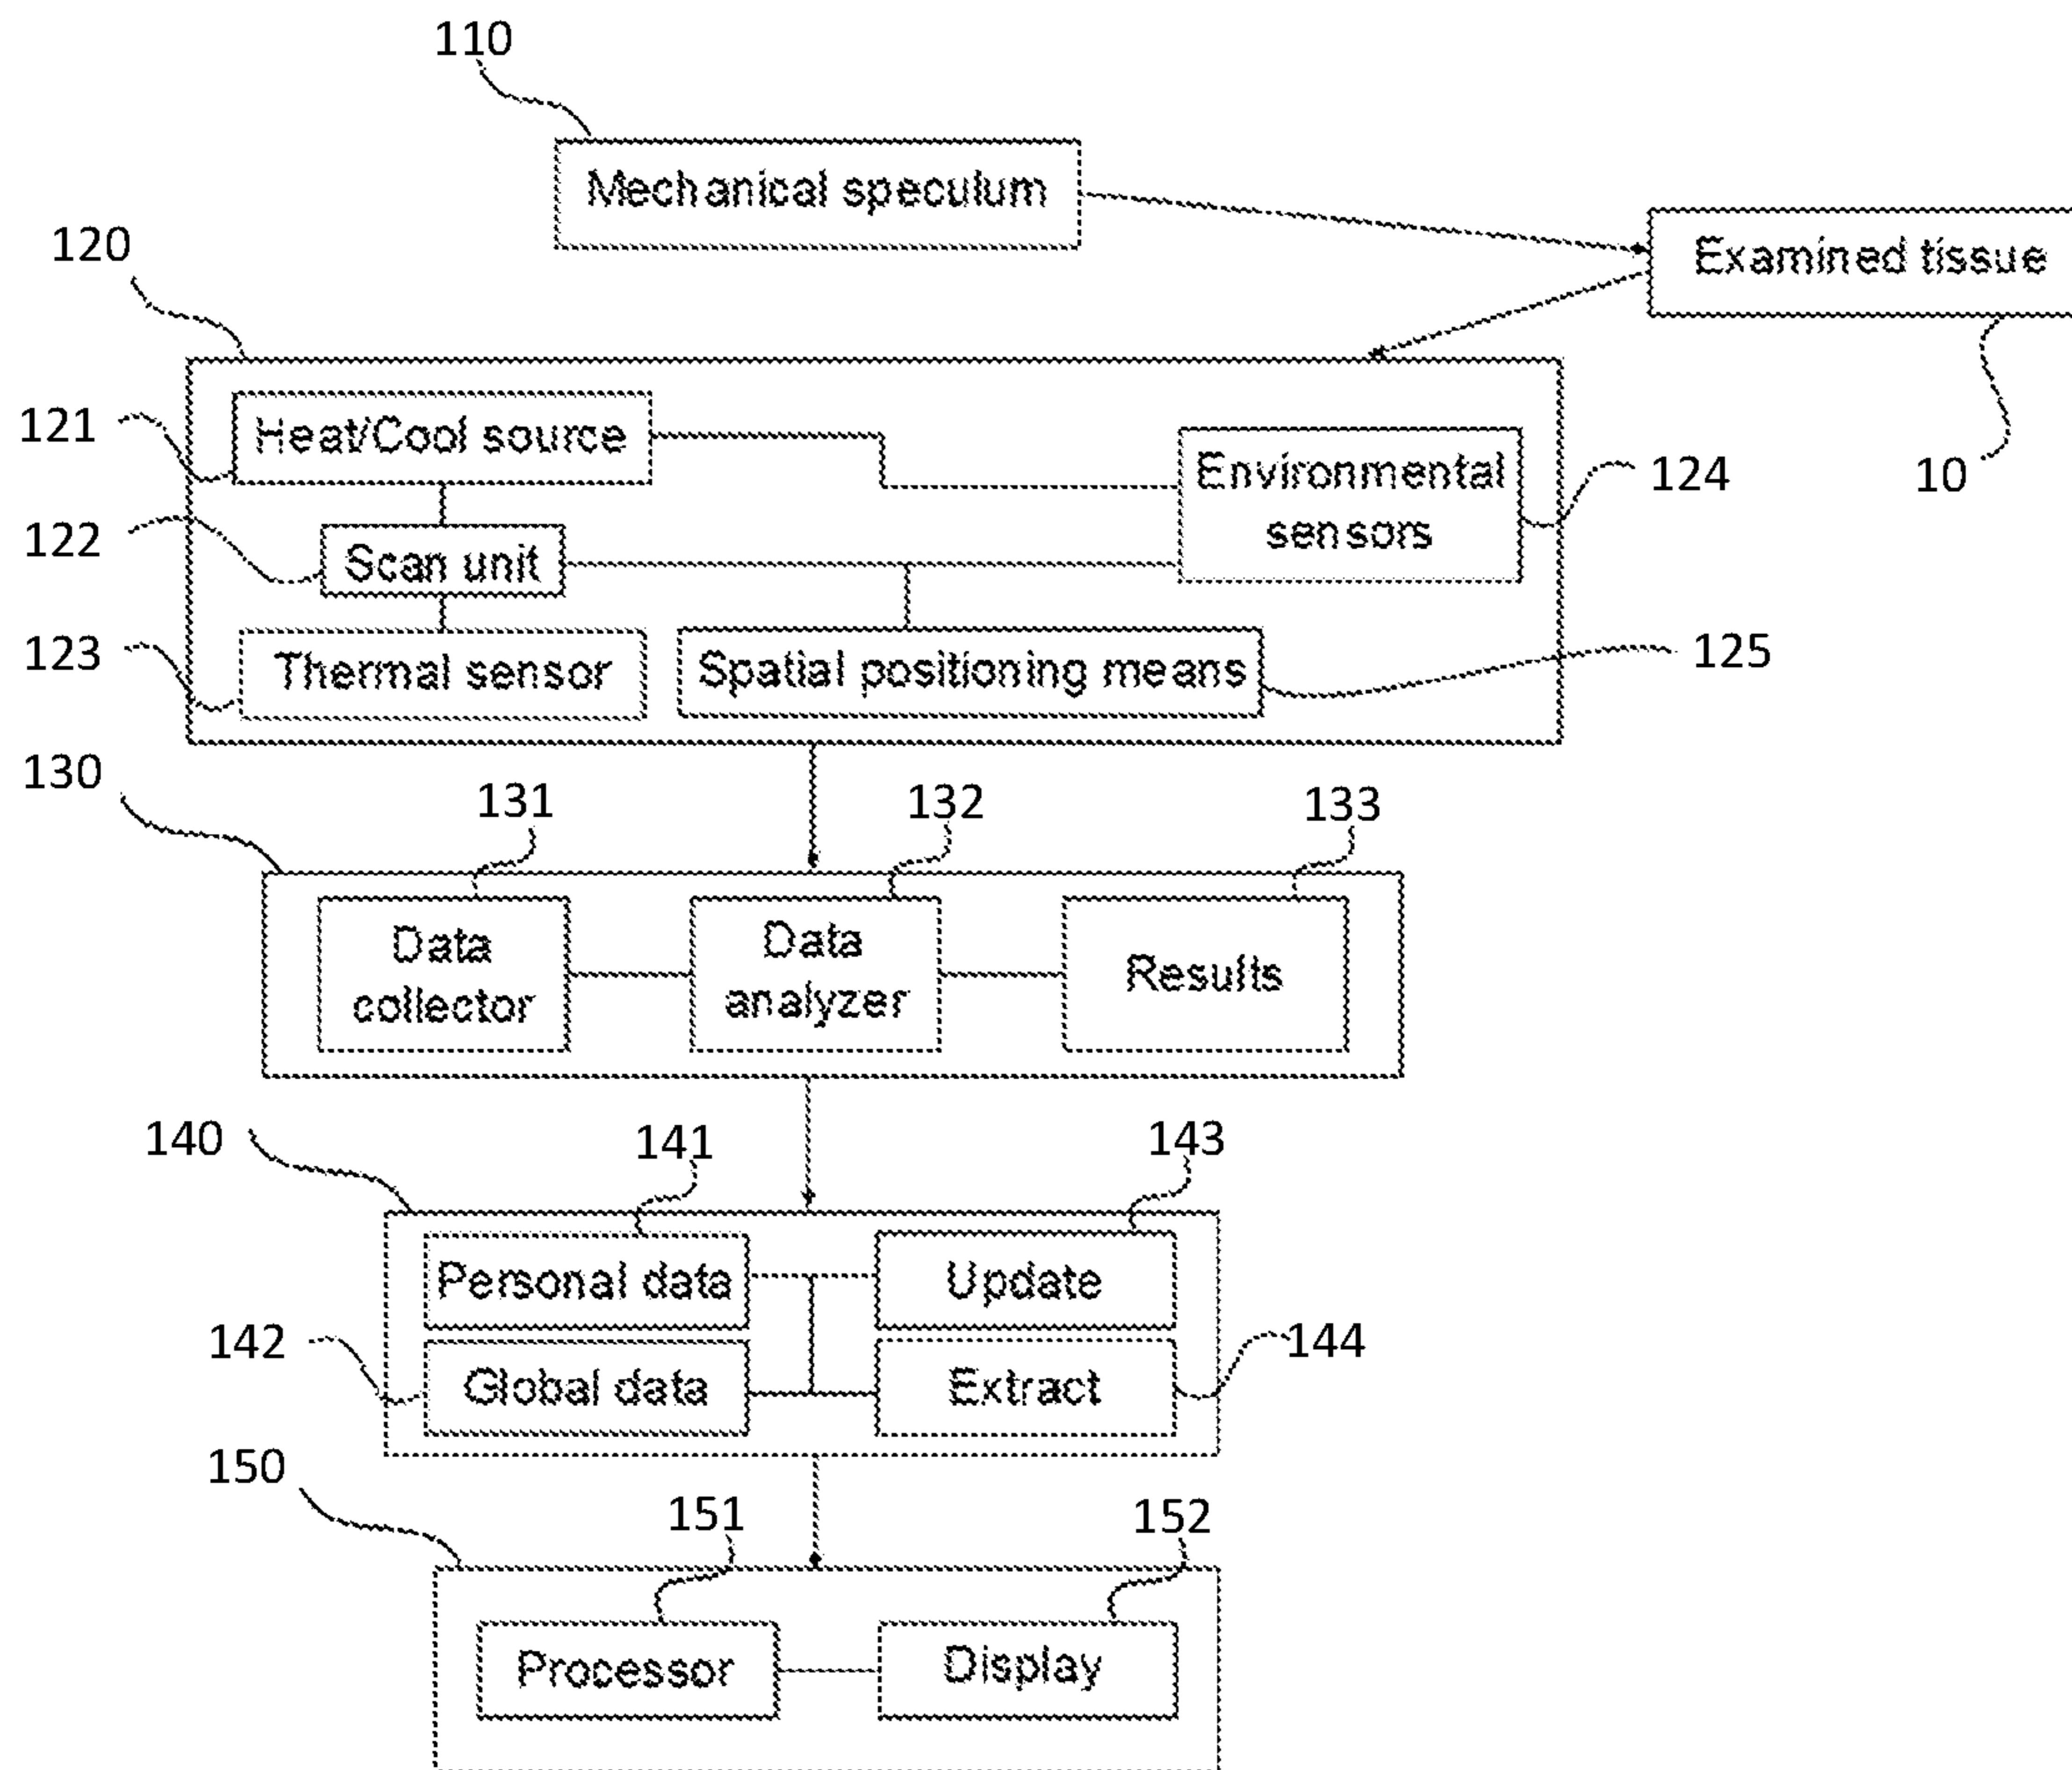 110
Mechanical speculum
120
Examined tissue
121
Heat/Cool source
Environmental
sensors
124
10
122
Scan unit
123
Thermal sensor
Spatial positioning means
125
130
131
132
133
Data
collector
Data
analyzer
Results
140
141
143
Personal data
Update
142
Global data
Extract
144
150
151
152
Processor
Display